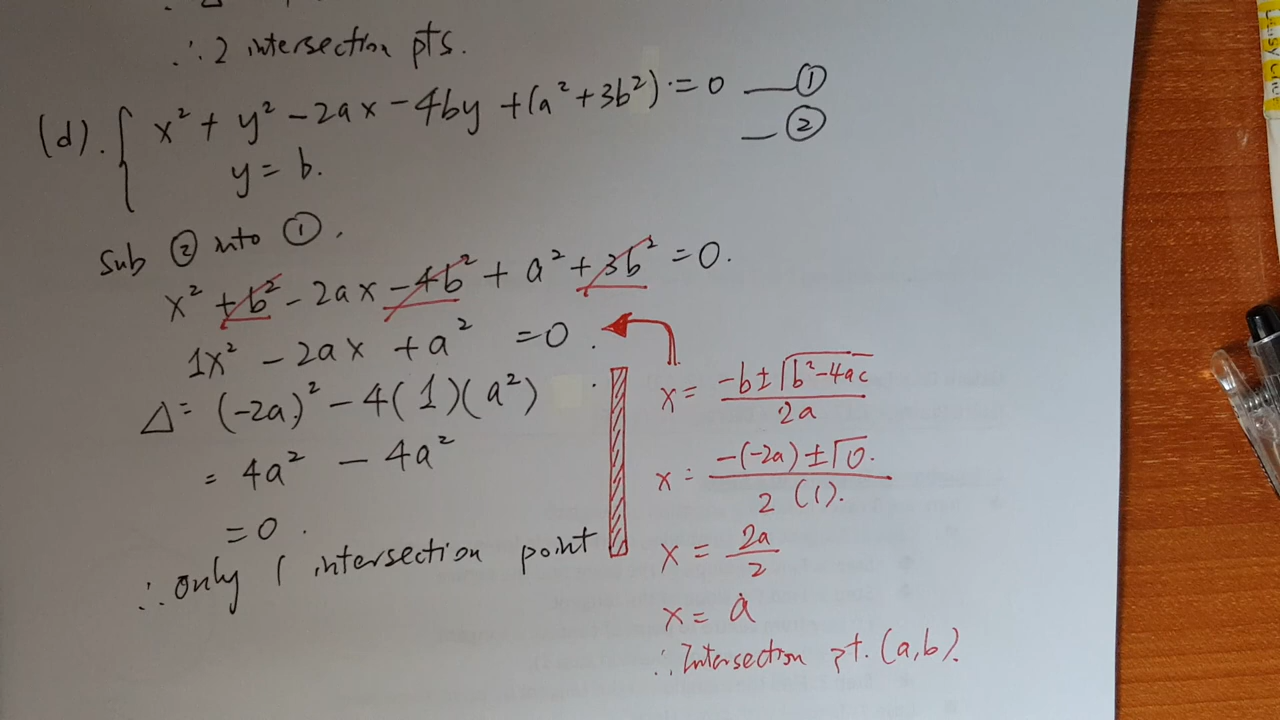 ∴ 2 intersection pts.
(d). { x² + y² − 2ax − 4by + (a² + 3b²) = 0 — ①
y = b. — ②
Sub ② into ①.
x² + b² − 2ax − 4b² + a² + 3b² = 0.
1x² − 2ax + a² = 0.
Δ = (−2a)² − 4(1)(a²)
= 4a² − 4a²
= 0.
∴ only 1 intersection point
x = (−b ± √(b²−4ac)) / 2a
x = (−(−2a) ± √0.) / 2(1).
x = 2a / 2
x = a
∴ Intersection pt. (a,b).